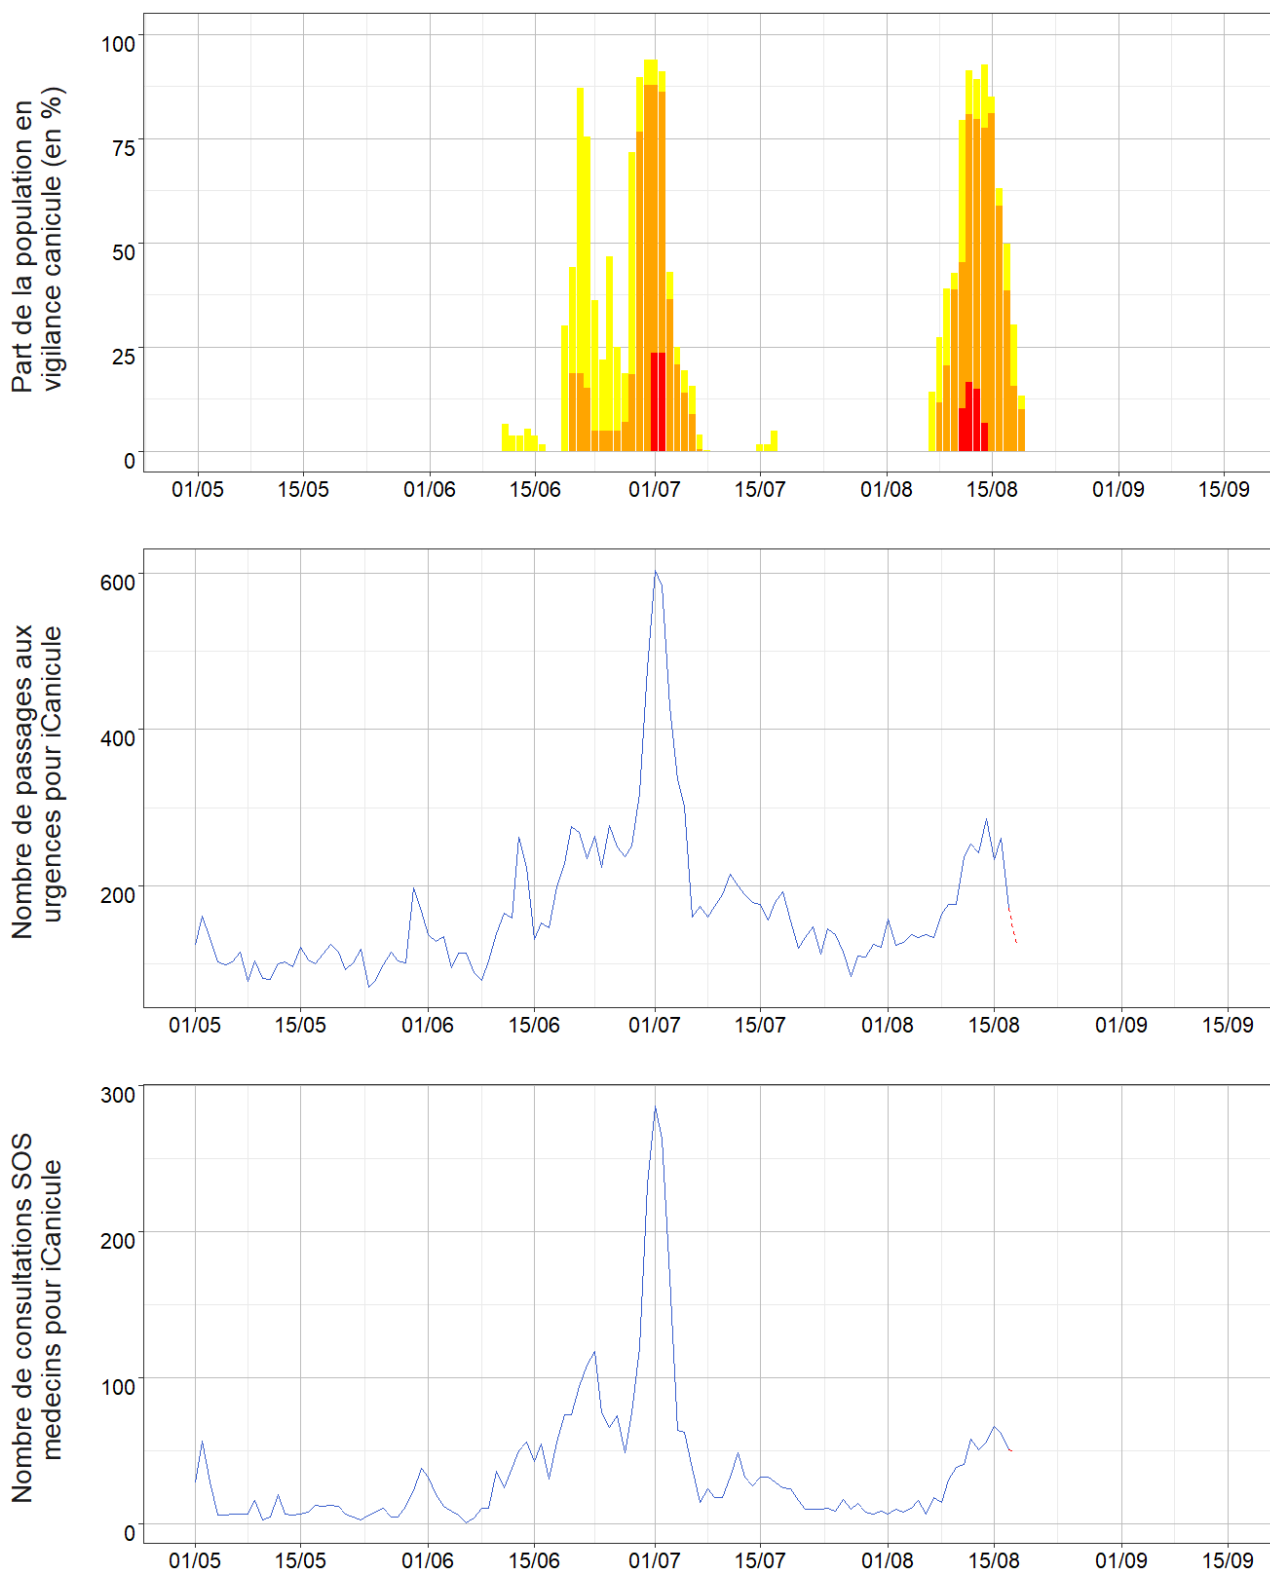 Part de la population en
vigilance canicule (en %)
100
75
50
25
0
01/05 15/05 01/06 15/06 01/07 15/07 01/08 15/08 01/09 15/09
Nombre de passages aux
urgences pour iCanicule
600
400
200
01/05 15/05 01/06 15/06 01/07 15/07 01/08 15/08 01/09 15/09
Nombre de consultations SOS
medecins pour iCanicule
300
200
100
0
01/05 15/05 01/06 15/06 01/07 15/07 01/08 15/08 01/09 15/09